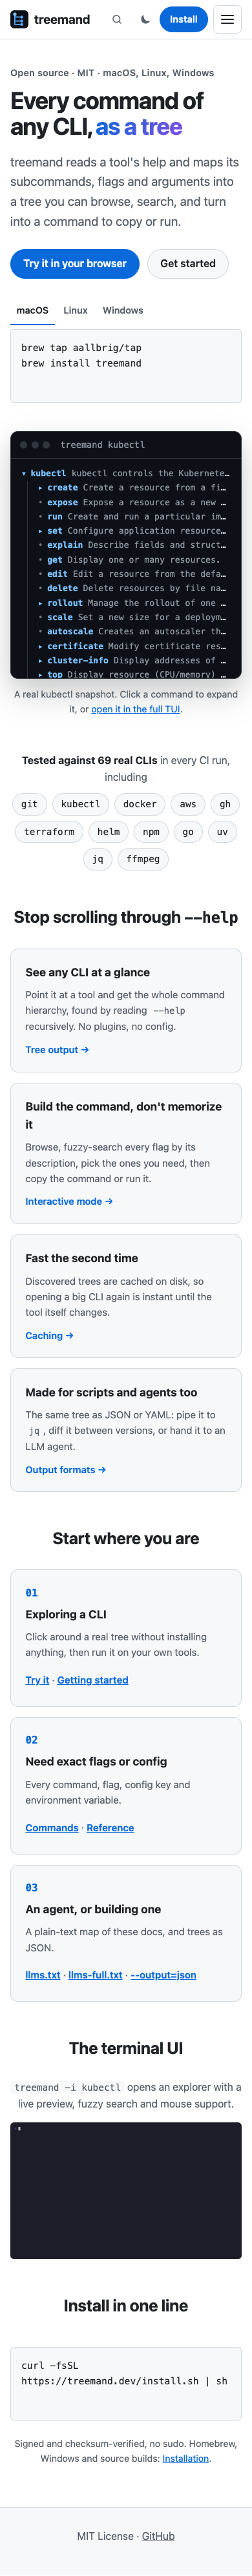 treemand
Install
Open source · MIT · macOS, Linux, Windows
Every command of
any CLI, as a tree
treemand reads a tool's help and maps its
subcommands, flags and arguments into
a tree you can browse, search, and turn
into a command to copy or run.
Try it in your browser
Get started
macOS Linux Windows
brew tap aallbrig/tap
brew install treemand
treemand kubectl
▾ kubectl kubectl controls the Kubernete…
▸ create Create a resource from a fi…
• expose Expose a resource as a new …
• run Create and run a particular im…
▸ set Configure application resource…
• explain Describe fields and struct…
• get Display one or many resources.
• edit Edit a resource from the defa…
• delete Delete resources by file na…
▸ rollout Manage the rollout of one …
• scale Set a new size for a deploym…
• autoscale Creates an autoscaler th…
▸ certificate Modify certificate res…
▸ cluster-info Display addresses of …
▸ top Display resource (CPU/memory) …
A real kubectl snapshot. Click a command to expand
it, or open it in the full TUI.
Tested against 69 real CLIs in every CI run,
including
git kubectl docker aws gh
terraform helm npm go uv
jq ffmpeg
Stop scrolling through --help
See any CLI at a glance
Point it at a tool and get the whole command
hierarchy, found by reading --help
recursively. No plugins, no config.
Tree output →
Build the command, don't memorize
it
Browse, fuzzy-search every flag by its
description, pick the ones you need, then
copy the command or run it.
Interactive mode →
Fast the second time
Discovered trees are cached on disk, so
opening a big CLI again is instant until the
tool itself changes.
Caching →
Made for scripts and agents too
The same tree as JSON or YAML: pipe it to
jq , diff it between versions, or hand it to an
LLM agent.
Output formats →
Start where you are
01
Exploring a CLI
Click around a real tree without installing
anything, then run it on your own tools.
Try it · Getting started
02
Need exact flags or config
Every command, flag, config key and
environment variable.
Commands · Reference
03
An agent, or building one
A plain-text map of these docs, and trees as
JSON.
llms.txt · llms-full.txt · --output=json
The terminal UI
treemand -i kubectl opens an explorer with a
live preview, fuzzy search and mouse support.
Install in one line
curl -fsSL
https://treemand.dev/install.sh | sh
Signed and checksum-verified, no sudo. Homebrew,
Windows and source builds: Installation.
MIT License · GitHub